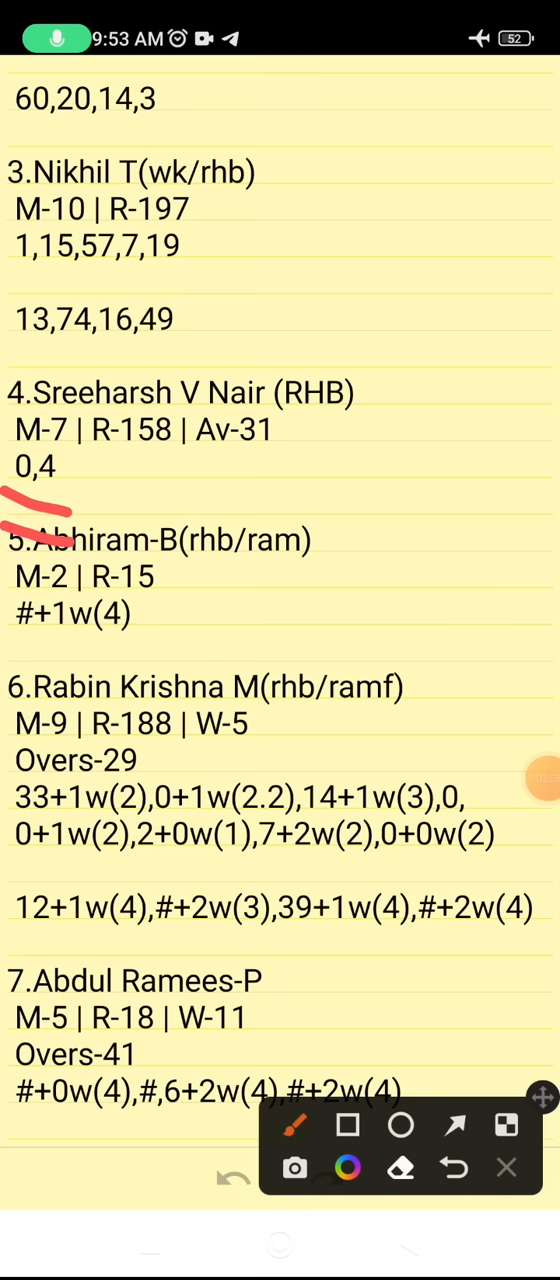 9:53 AM
52
60,20,14,3
3.Nikhil T(wk/rhb)
M-10 | R-197
1,15,57,7,19
13,74,16,49
4.Sreeharsh V Nair (RHB)
M-7 | R-158 | Av-31
0,4
5.Abhiram-B(rhb/ram)
M-2 | R-15
#+1w(4)
6.Rabin Krishna M(rhb/ramf)
M-9 | R-188 | W-5
Overs-29
33+1w(2),0+1w(2.2),14+1w(3),0,
0+1w(2),2+0w(1),7+2w(2),0+0w(2)
12+1w(4),#+2w(3),39+1w(4),#+2w(4)
7.Abdul Ramees-P
M-5 | R-18 | W-11
Overs-41
#+0w(4),#,6+2w(4),#+2w(4)